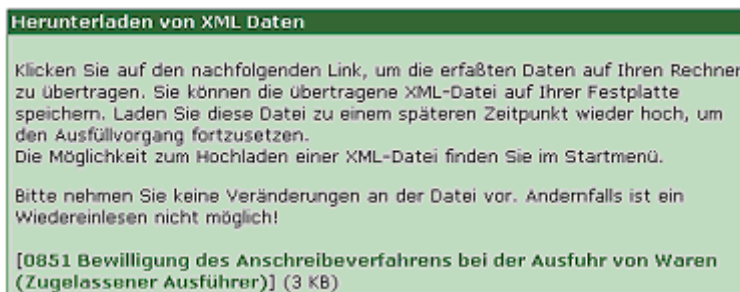 Herunterladen von XML Daten
Klicken Sie auf den nachfolgenden Link, um die erfaßten Daten auf Ihren Rechner
zu übertragen. Sie können die übertragene XML-Datei auf Ihrer Festplatte
speichern. Laden Sie diese Datei zu einem späteren Zeitpunkt wieder hoch, um
den Ausfüllvorgang fortzusetzen.
Die Möglichkeit zum Hochladen einer XML-Datei finden Sie im Startmenü.
Bitte nehmen Sie keine Veränderungen an der Datei vor. Andernfalls ist ein
Wiedereinlesen nicht möglich!
[0851 Bewilligung des Anschreibeverfahrens bei der Ausfuhr von Waren
(Zugelassener Ausführer)] (3 KB)